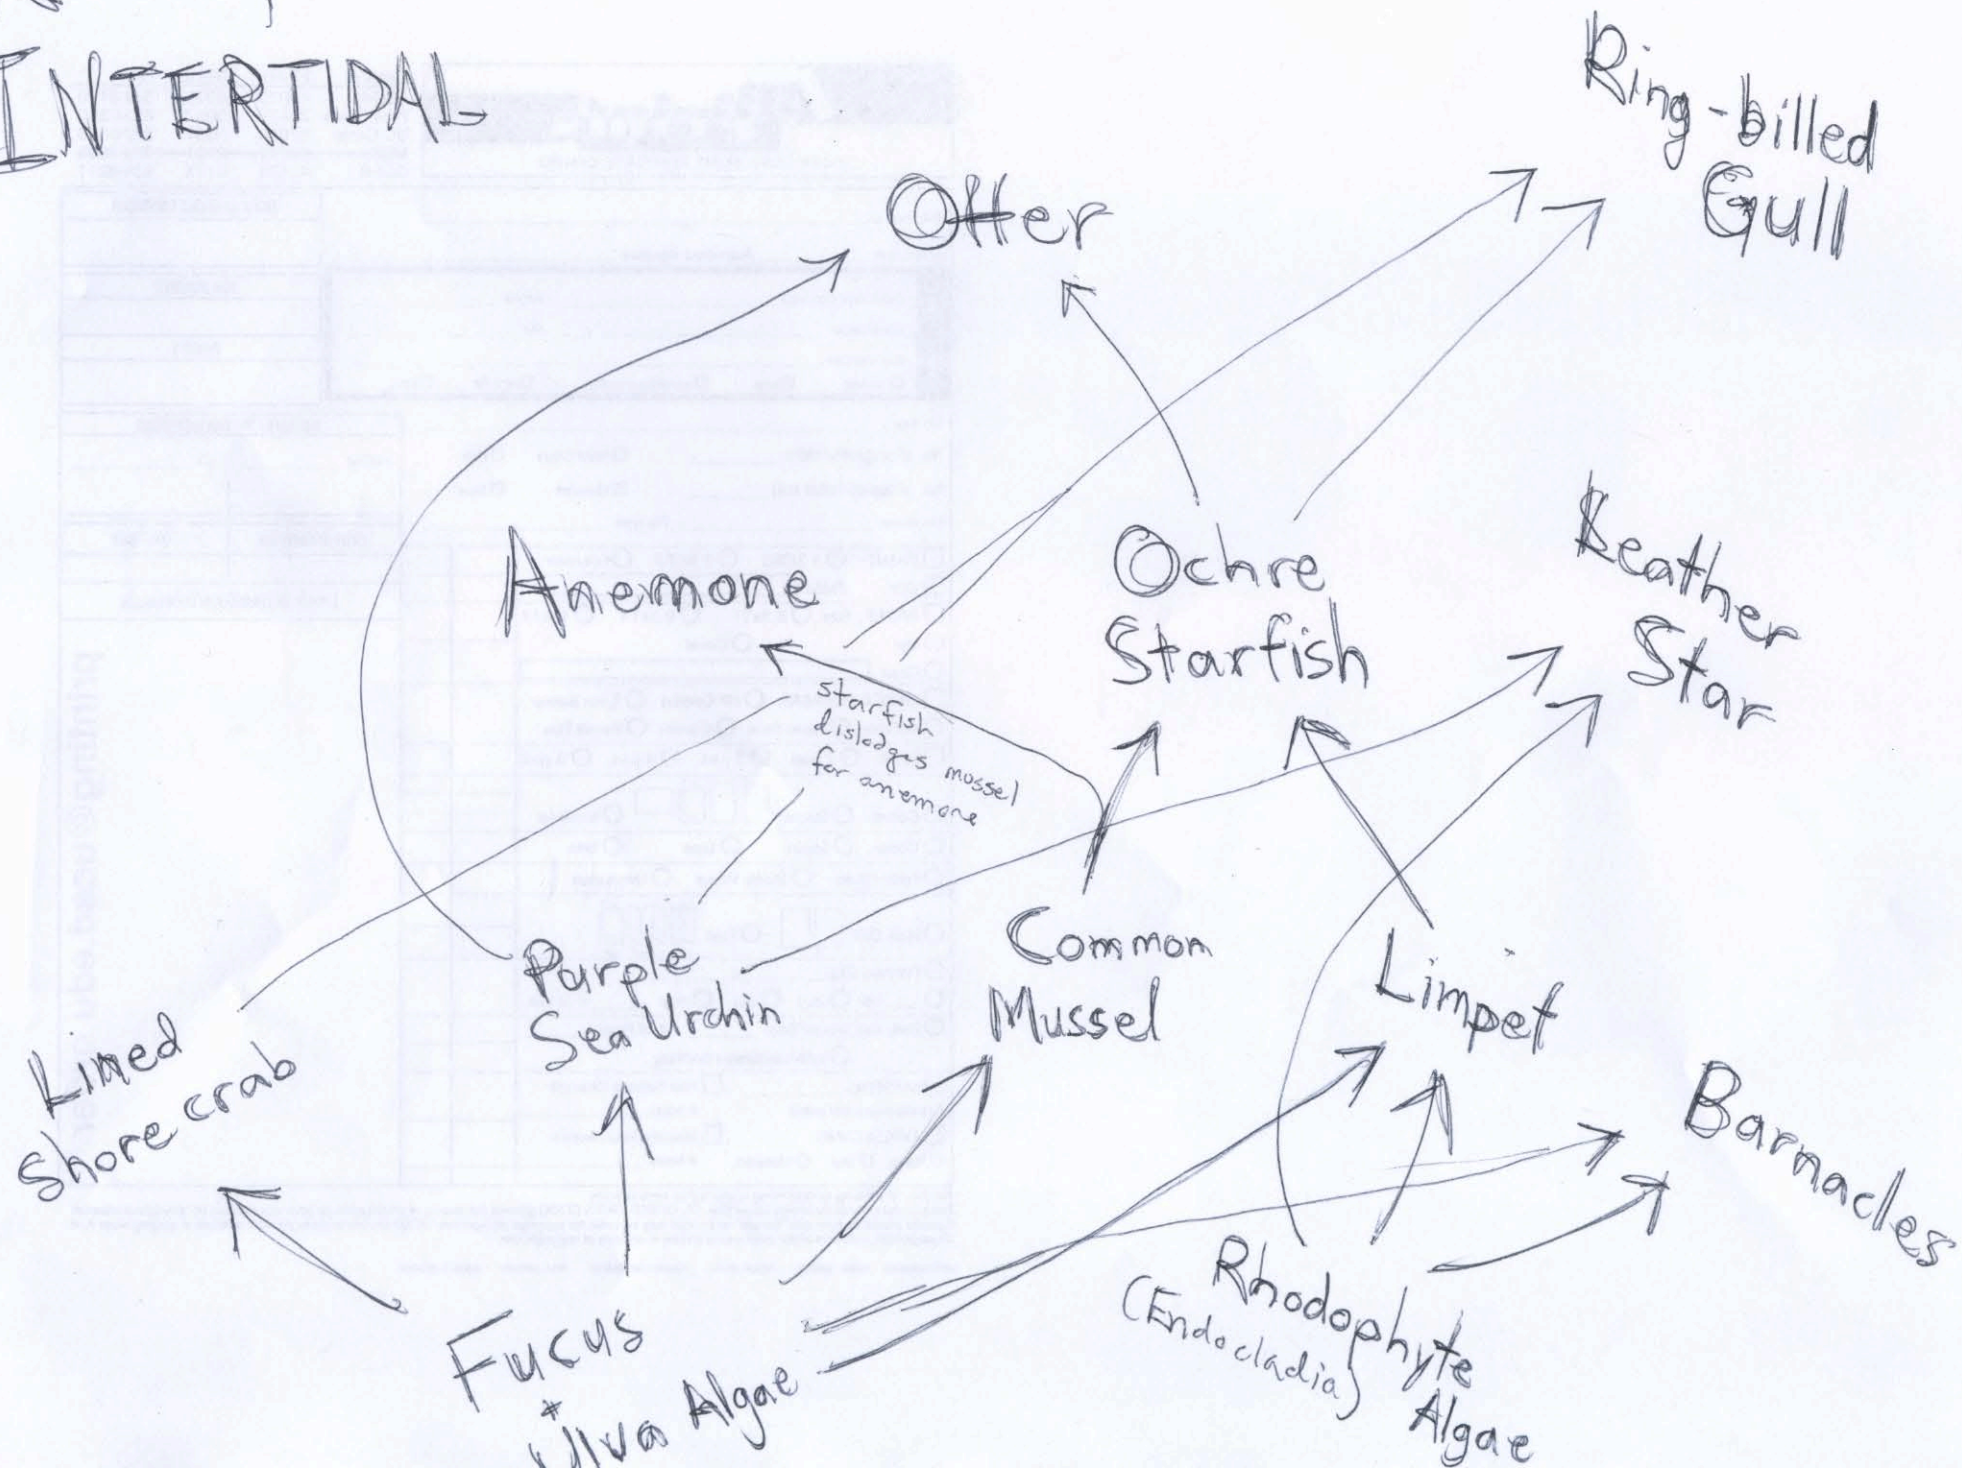 INTERTIDAL
Ring-billed
Gull
Otter
Anemone
Ochre
Starfish
Leather
Star
starfish
dislodges mussel
for anemone
Purple
Sea Urchin
Common
Mussel
Limpet
Lined
shore crab
Barnacles
Fucus
+
Ulva Algae
Rhodophyte
(Endocladia)
Algae